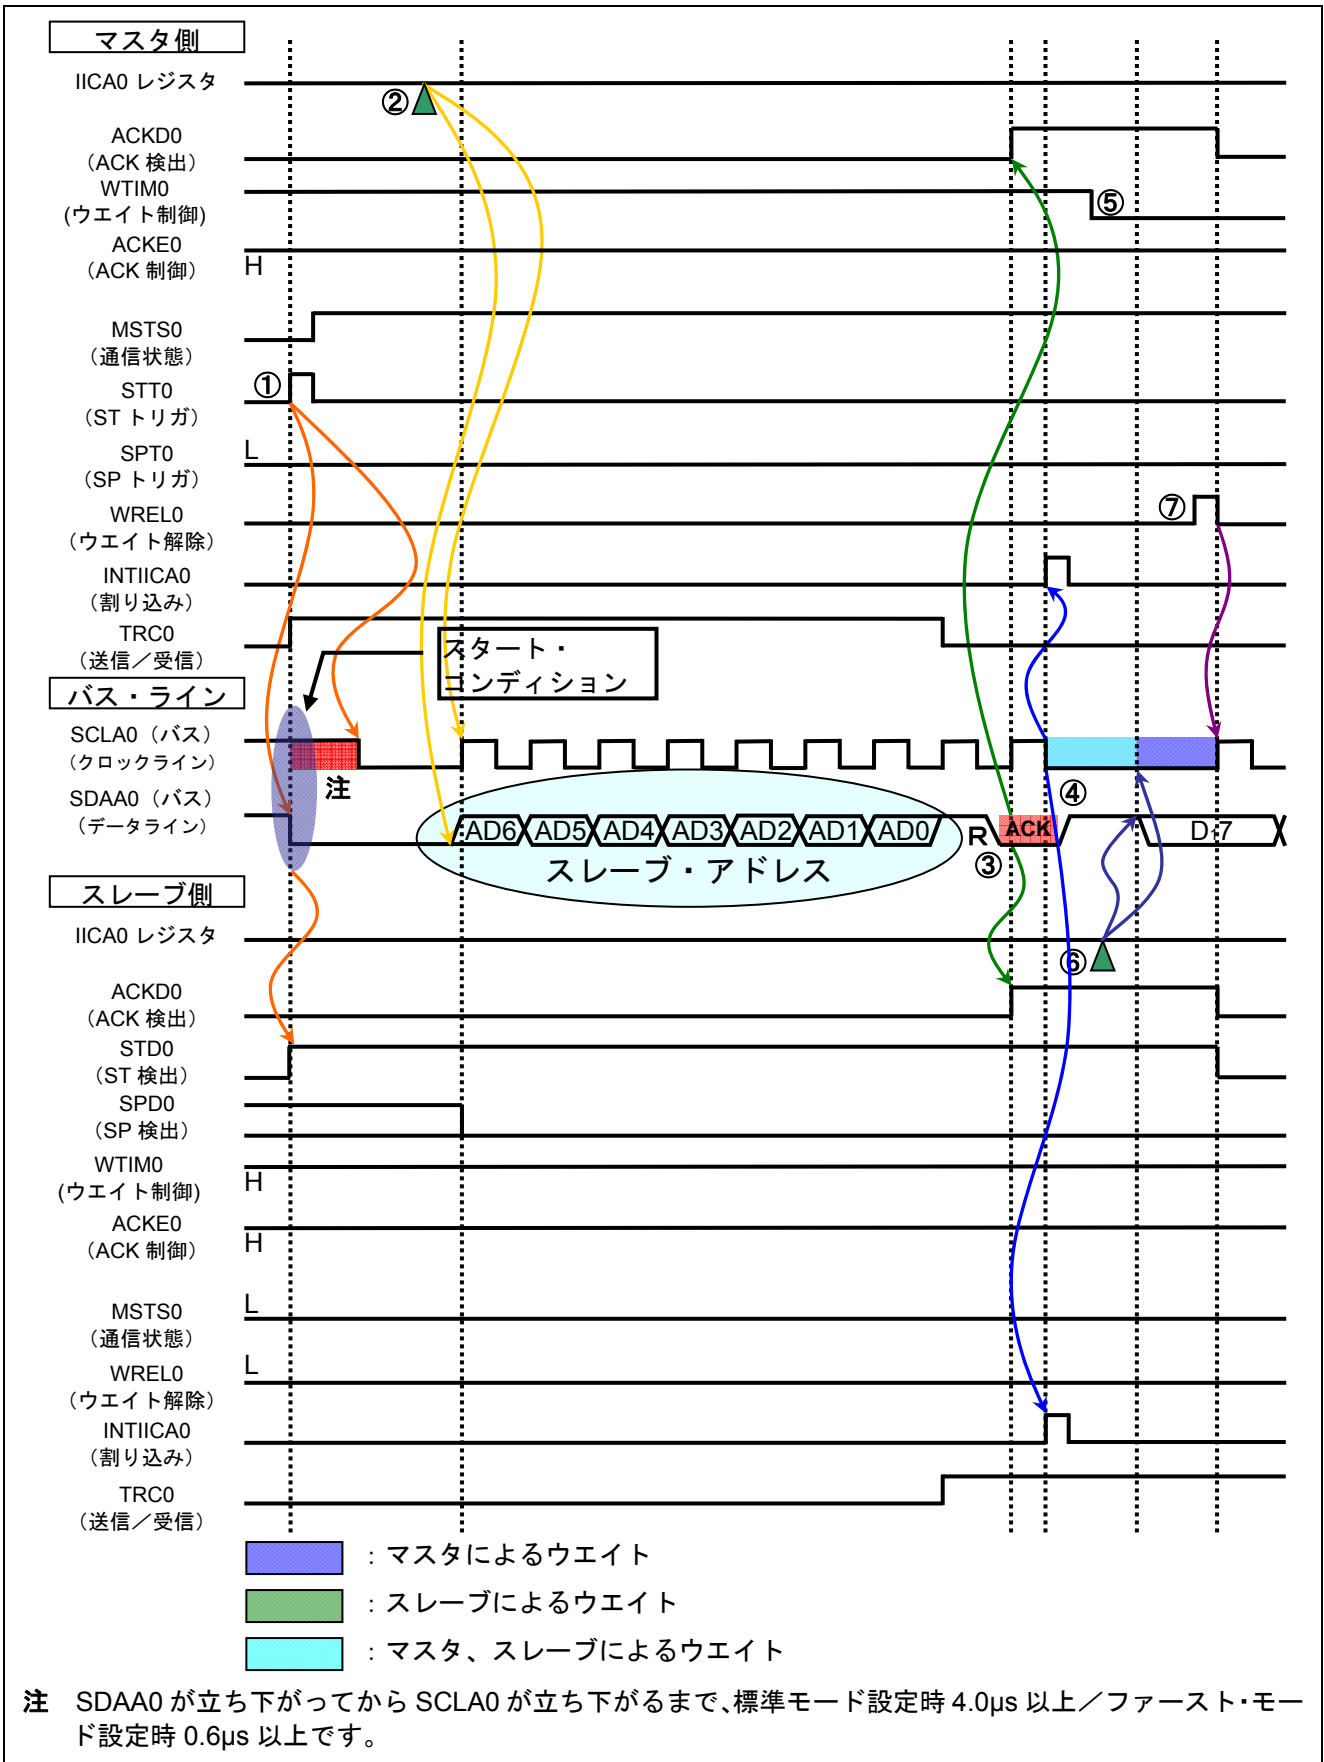 マスタ側
IICA0 レジスタ
②
ACKD0
（ACK 検出）
WTIM0
(ウエイト制御)
⑤
ACKE0
（ACK 制御）
H
MSTS0
（通信状態）
STT0
（ST トリガ）
①
SPT0
（SP トリガ）
L
WREL0
（ウエイト解除）
⑦
INTIICA0
（割り込み）
TRC0
（送信／受信）
スタート・
コンディション
バス・ライン
SCLA0（バス）
（クロックライン）
注
④
SDAA0（バス）
（データライン）
AD6 AD5 AD4 AD3 AD2 AD1 AD0 R ACK D17
スレーブ・アドレス
③
スレーブ側
IICA0 レジスタ
⑥
ACKD0
（ACK 検出）
STD0
（ST 検出）
SPD0
（SP 検出）
WTIM0
(ウエイト制御)
H
ACKE0
（ACK 制御）
H
MSTS0
（通信状態）
L
WREL0
（ウエイト解除）
L
INTIICA0
（割り込み）
TRC0
（送信／受信）
：マスタによるウエイト
：スレーブによるウエイト
：マスタ、スレーブによるウエイト
注 SDAA0 が立ち下がってから SCLA0 が立ち下がるまで、標準モード設定時 4.0μs 以上／ファースト・モー
ド設定時 0.6μs 以上です。